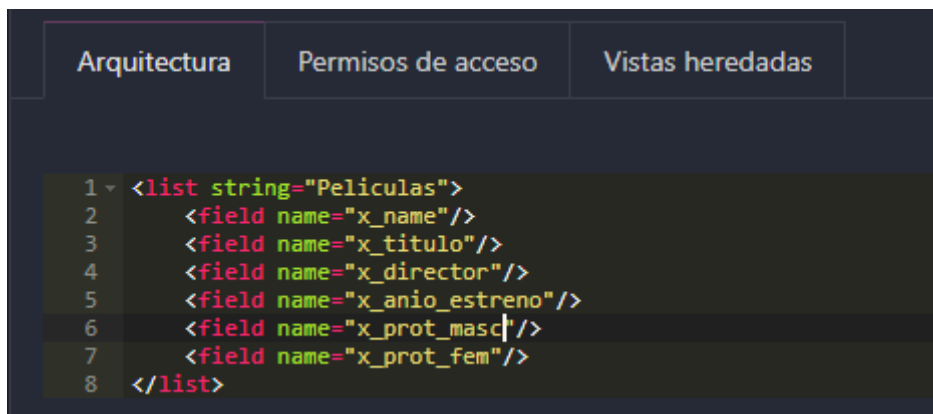 Arquitectura Permisos de acceso Vistas heredadas
1 <list string="Peliculas">
2 <field name="x_name"/>
3 <field name="x_titulo"/>
4 <field name="x_director"/>
5 <field name="x_anio_estreno"/>
6 <field name="x_prot_masc"/>
7 <field name="x_prot_fem"/>
8 </list>